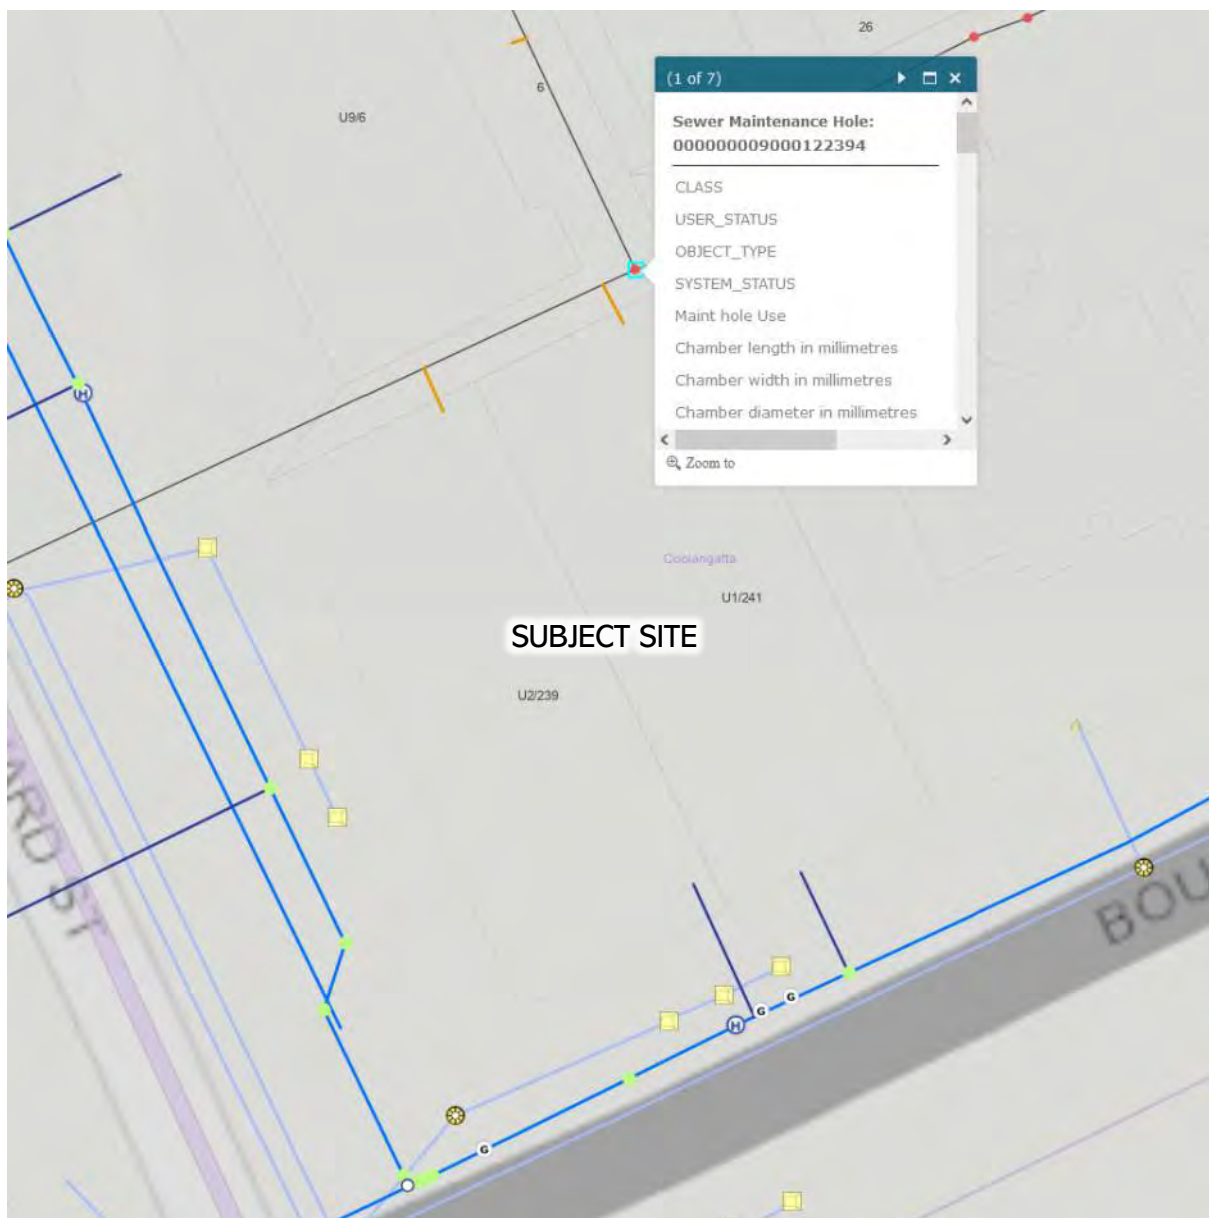 26
6
U9/6
(1 of 7)
Sewer Maintenance Hole:
000000009000122394
CLASS
USER_STATUS
OBJECT_TYPE
SYSTEM_STATUS
Maint hole Use
Chamber length in millimetres
Chamber width in millimetres
Chamber diameter in millimetres
Zoom to
H
Coolangatta
U1/241
SUBJECT SITE
U2/239
ARD ST
BOU
G
G
H
G